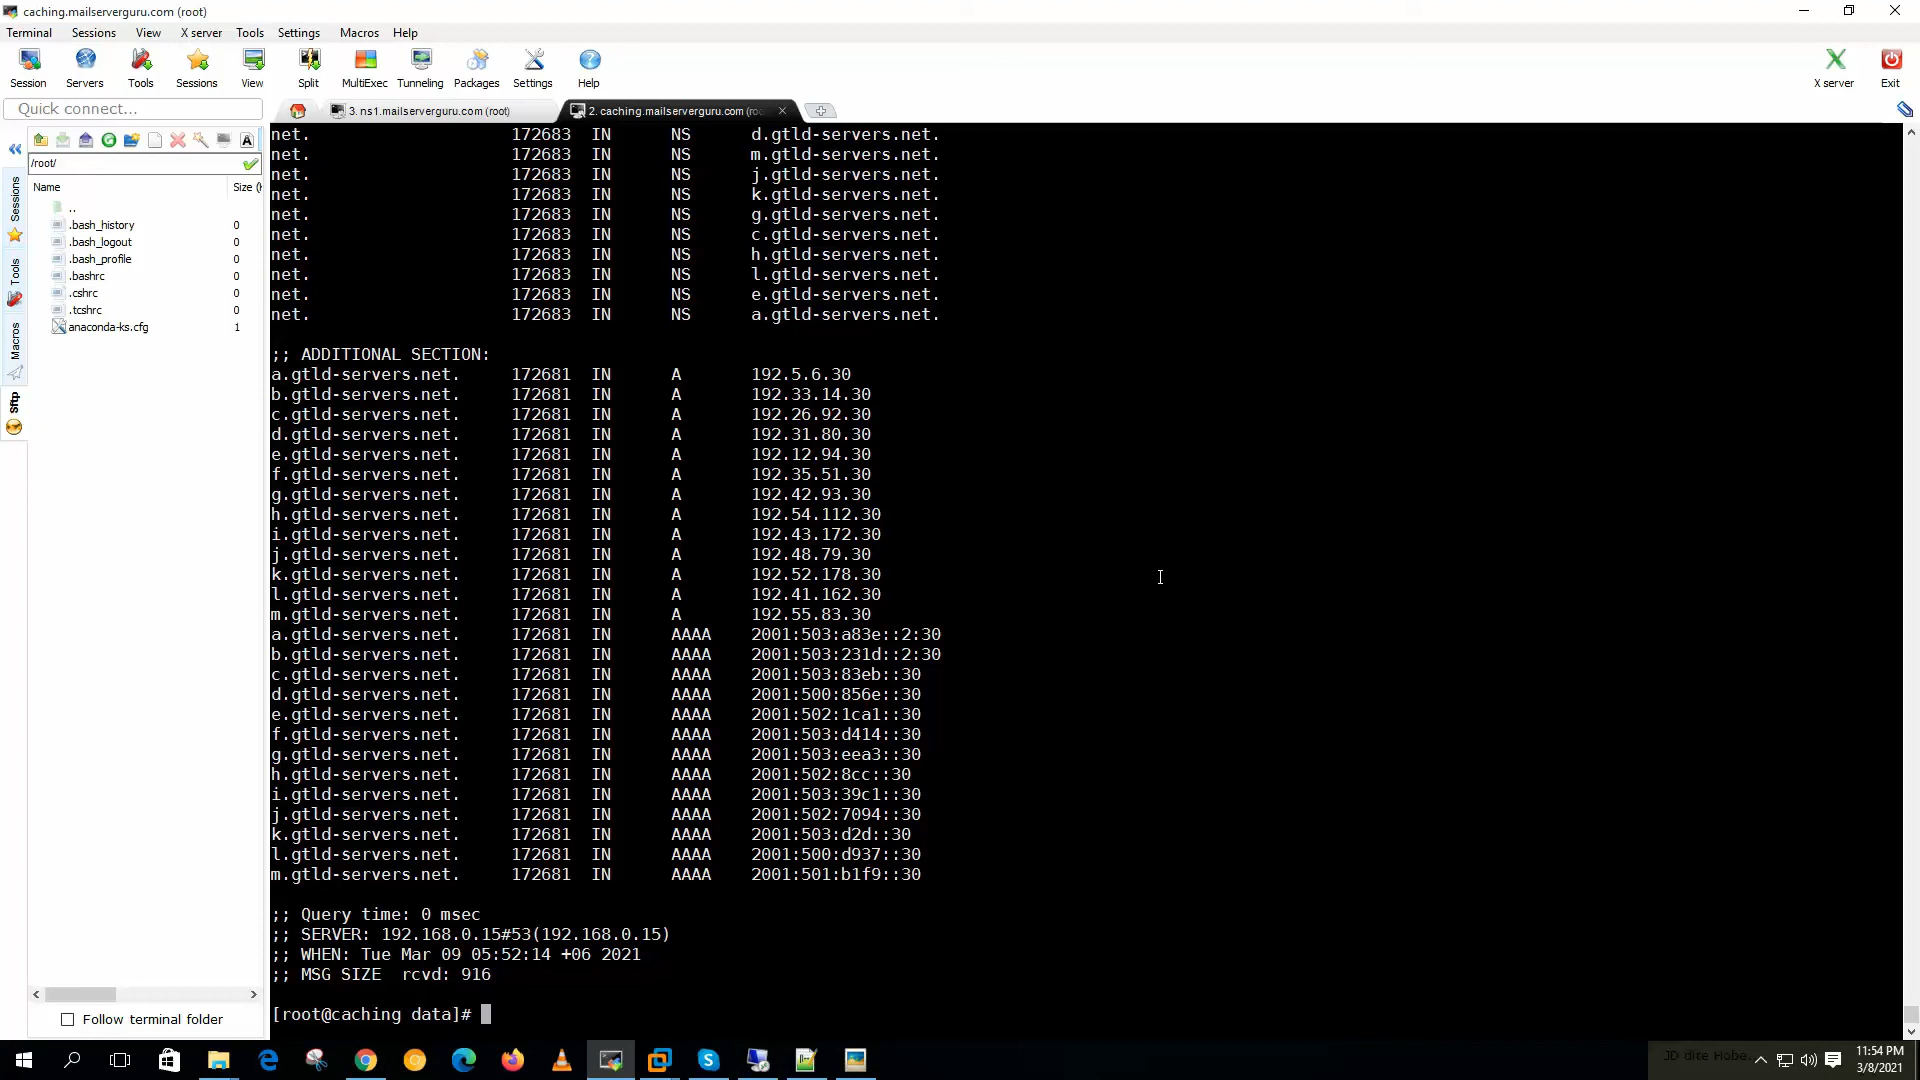 caching.mailserverguru.com (root)
Terminal Sessions View X server Tools Settings Macros Help
Session Servers Tools Sessions View Split MultiExec Tunneling Packages Settings Help X server Exit
Quick connect...
3. ns1.mailserverguru.com (root)
2. caching.mailserverguru.com (ro
/root/
Name Size (
..
.bash_history 0
.bash_logout 0
.bash_profile 0
.bashrc 0
.cshrc 0
.tcshrc 0
anaconda-ks.cfg 1
Sessions
Tools
Macros
Sftp
Follow terminal folder
net. 172683 IN NS d.gtld-servers.net.
net. 172683 IN NS m.gtld-servers.net.
net. 172683 IN NS j.gtld-servers.net.
net. 172683 IN NS k.gtld-servers.net.
net. 172683 IN NS g.gtld-servers.net.
net. 172683 IN NS c.gtld-servers.net.
net. 172683 IN NS h.gtld-servers.net.
net. 172683 IN NS l.gtld-servers.net.
net. 172683 IN NS e.gtld-servers.net.
net. 172683 IN NS a.gtld-servers.net.
;; ADDITIONAL SECTION:
a.gtld-servers.net. 172681 IN A 192.5.6.30
b.gtld-servers.net. 172681 IN A 192.33.14.30
c.gtld-servers.net. 172681 IN A 192.26.92.30
d.gtld-servers.net. 172681 IN A 192.31.80.30
e.gtld-servers.net. 172681 IN A 192.12.94.30
f.gtld-servers.net. 172681 IN A 192.35.51.30
g.gtld-servers.net. 172681 IN A 192.42.93.30
h.gtld-servers.net. 172681 IN A 192.54.112.30
i.gtld-servers.net. 172681 IN A 192.43.172.30
j.gtld-servers.net. 172681 IN A 192.48.79.30
k.gtld-servers.net. 172681 IN A 192.52.178.30
l.gtld-servers.net. 172681 IN A 192.41.162.30
m.gtld-servers.net. 172681 IN A 192.55.83.30
a.gtld-servers.net. 172681 IN AAAA 2001:503:a83e::2:30
b.gtld-servers.net. 172681 IN AAAA 2001:503:231d::2:30
c.gtld-servers.net. 172681 IN AAAA 2001:503:83eb::30
d.gtld-servers.net. 172681 IN AAAA 2001:500:856e::30
e.gtld-servers.net. 172681 IN AAAA 2001:502:1ca1::30
f.gtld-servers.net. 172681 IN AAAA 2001:503:d414::30
g.gtld-servers.net. 172681 IN AAAA 2001:503:eea3::30
h.gtld-servers.net. 172681 IN AAAA 2001:502:8cc::30
i.gtld-servers.net. 172681 IN AAAA 2001:503:39c1::30
j.gtld-servers.net. 172681 IN AAAA 2001:502:7094::30
k.gtld-servers.net. 172681 IN AAAA 2001:503:d2d::30
l.gtld-servers.net. 172681 IN AAAA 2001:500:d937::30
m.gtld-servers.net. 172681 IN AAAA 2001:501:b1f9::30
;; Query time: 0 msec
;; SERVER: 192.168.0.15#53(192.168.0.15)
;; WHEN: Tue Mar 09 05:52:14 +06 2021
;; MSG SIZE rcvd: 916
[root@caching data]#
JD dite Hobe.
11:54 PM
3/8/2021